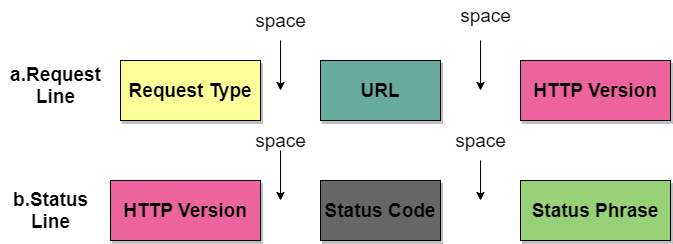 space space
a.Request
Line
Request Type URL HTTP Version
space space
b.Status
Line
HTTP Version Status Code Status Phrase